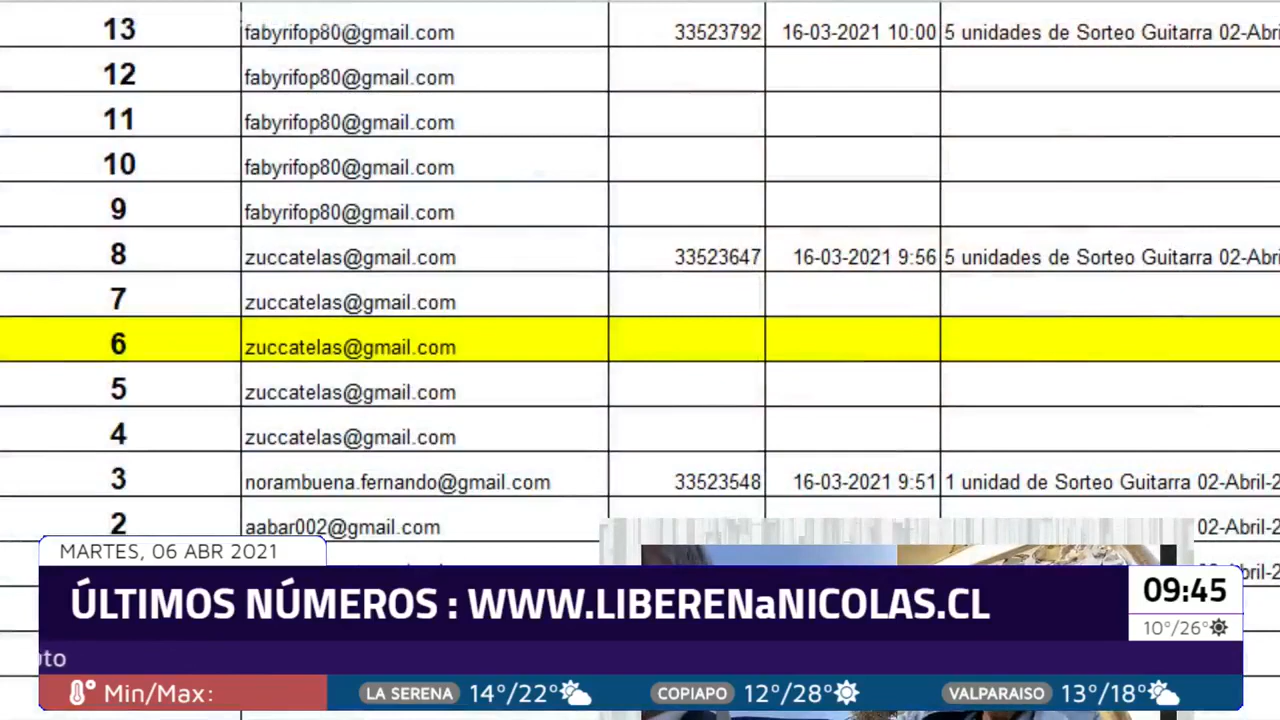 13 fabyrifop80@gmail.com 33523792 16-03-2021 10:00 5 unidades de Sorteo Guitarra 02-Abri
12 fabyrifop80@gmail.com
11 fabyrifop80@gmail.com
10 fabyrifop80@gmail.com
9 fabyrifop80@gmail.com
8 zuccatelas@gmail.com 33523647 16-03-2021 9:56 5 unidades de Sorteo Guitarra 02-Abri
7 zuccatelas@gmail.com
6 zuccatelas@gmail.com
5 zuccatelas@gmail.com
4 zuccatelas@gmail.com
3 norambuena.fernando@gmail.com 33523548 16-03-2021 9:51 1 unidad de Sorteo Guitarra 02-Abril-2
2 aabar002@gmail.com 02-Abril-2
MARTES, 06 ABR 2021
ÚLTIMOS NÚMEROS : WWW.LIBERENaNICOLAS.CL
09:45
10°/26°
Min/Max: LA SERENA 14°/22° COPIAPO 12°/28° VALPARAISO 13°/18°